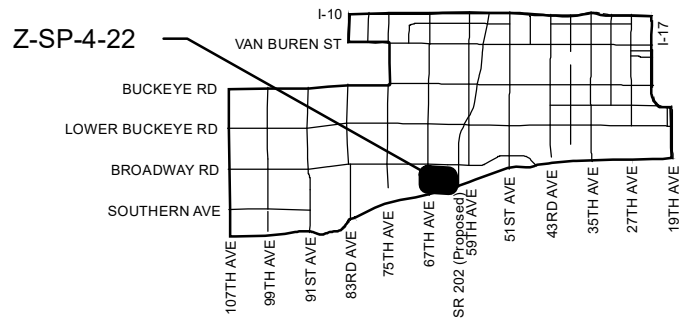 I-10
I-17
Z-SP-4-22
VAN BUREN ST
BUCKEYE RD
LOWER BUCKEYE RD
BROADWAY RD
SOUTHERN AVE
107TH AVE
99TH AVE
91ST AVE
83RD AVE
75TH AVE
67TH AVE
SR 202 (Proposed)
59TH AVE
51ST AVE
43RD AVE
35TH AVE
27TH AVE
19TH AVE